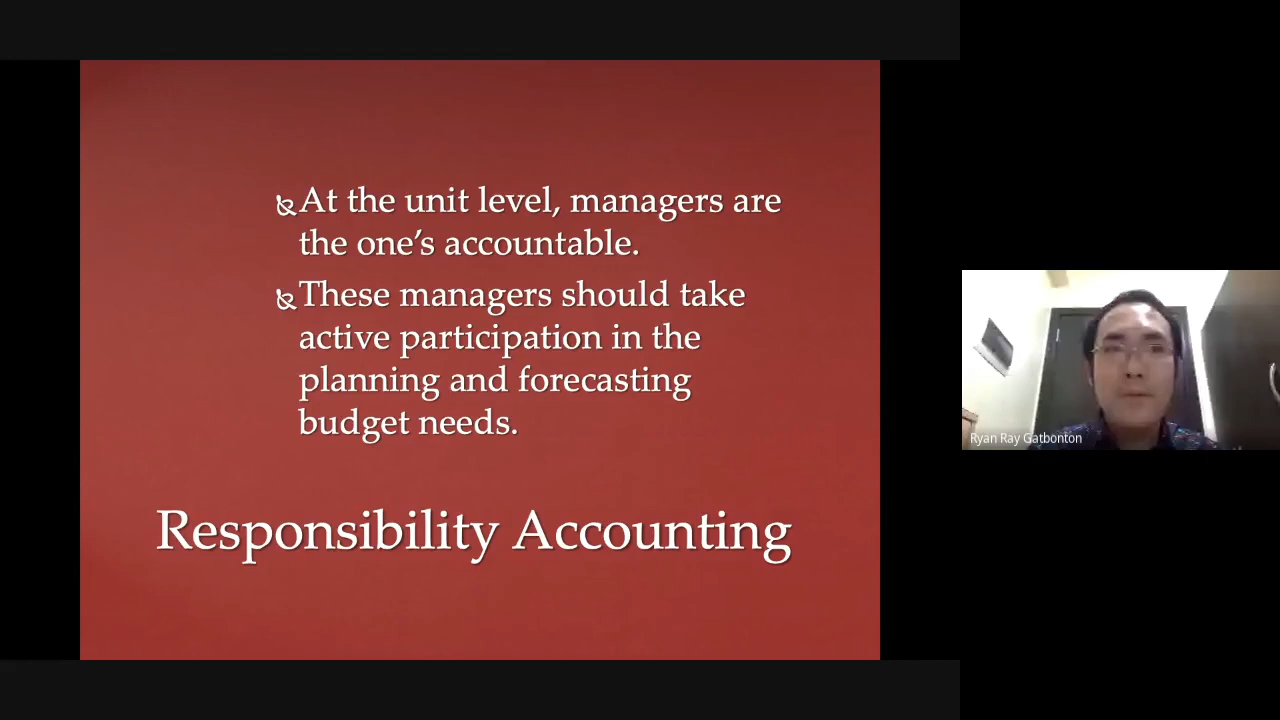 At the unit level, managers are
the one’s accountable.
These managers should take
active participation in the
planning and forecasting
budget needs.
Responsibility Accounting
Ryan Ray Gatbonton